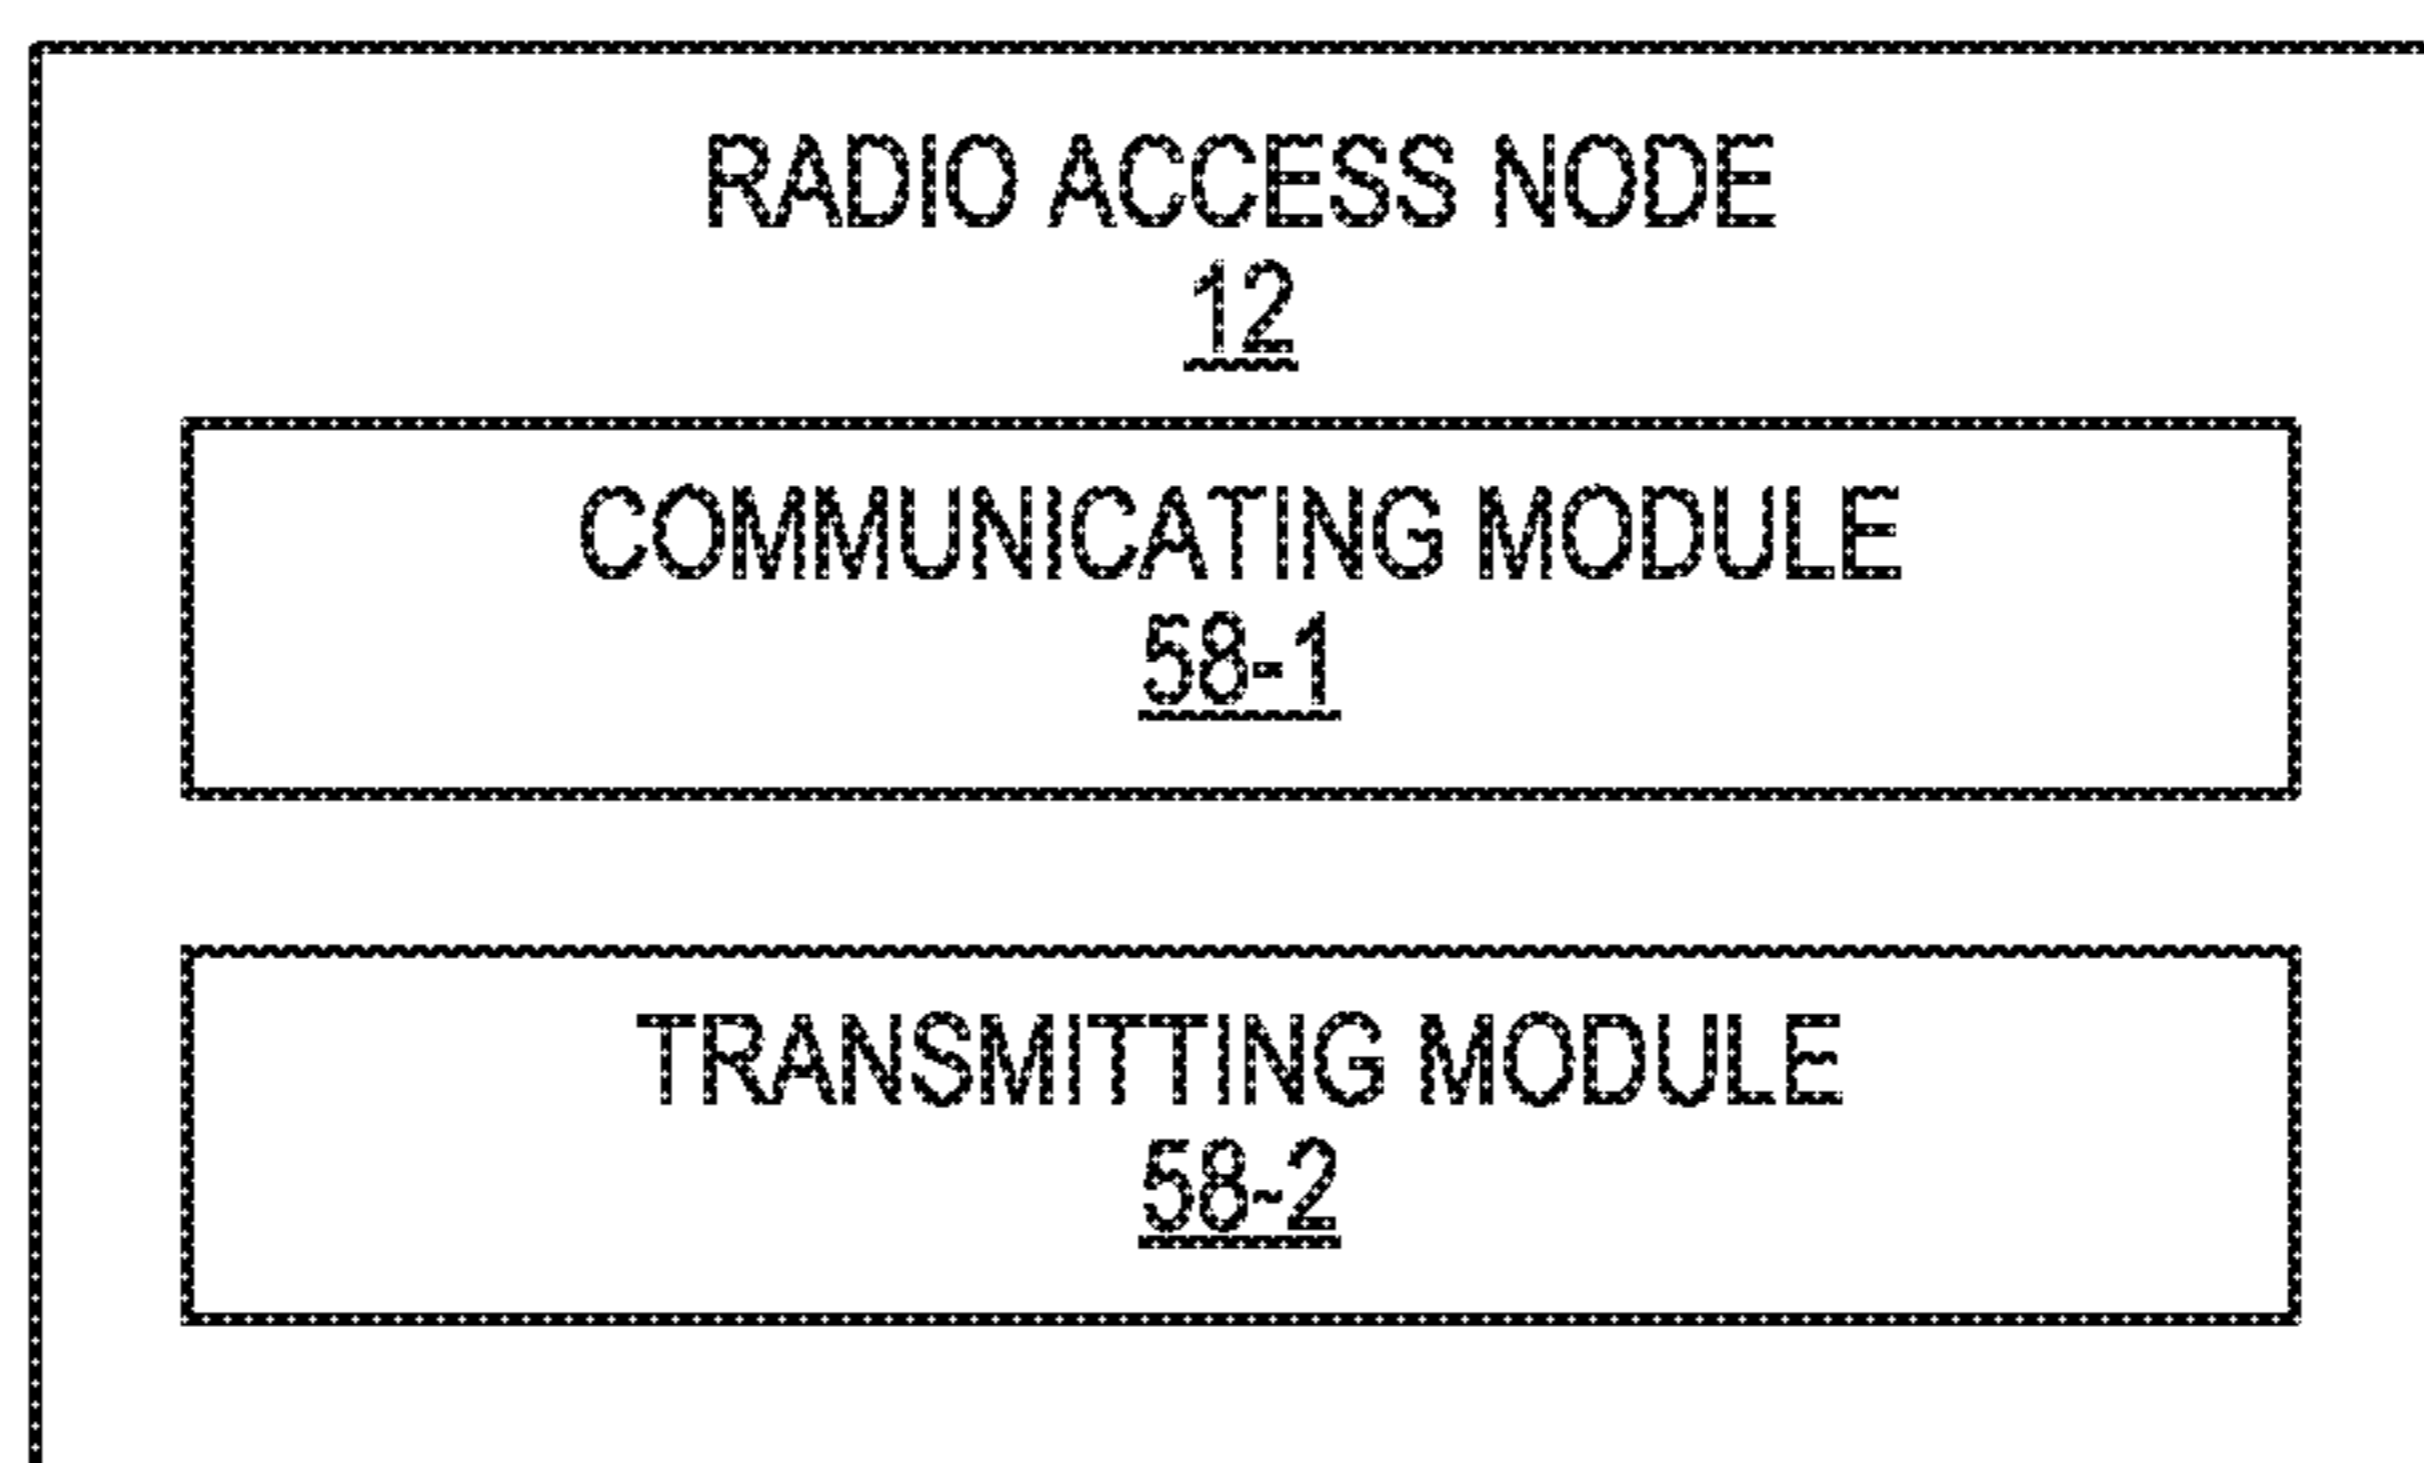 RADIO ACCESS NODE
12
COMMUNICATING MODULE
58-1
TRANSMITTING MODULE
58-2